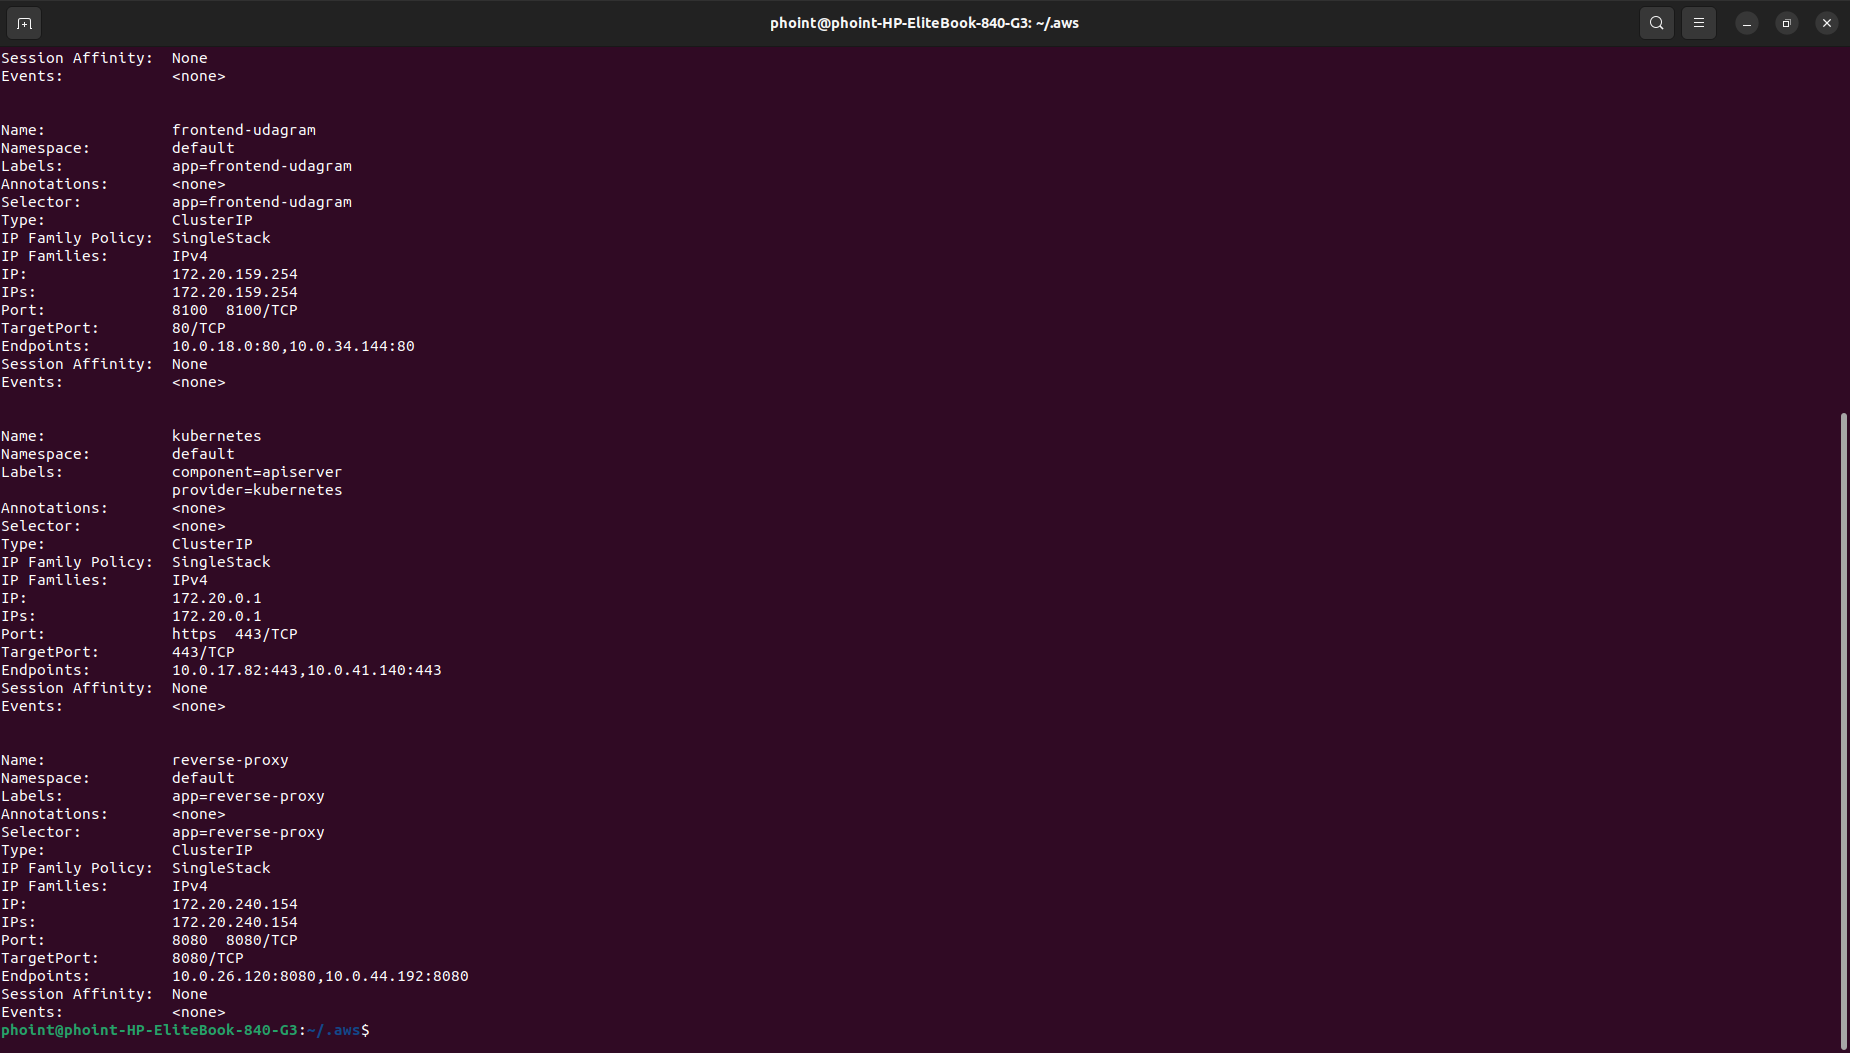 phoint@phoint-HP-EliteBook-840-G3: ~/.aws
Session Affinity:  None
Events:            <none>
Name:              frontend-udagram
Namespace:         default
Labels:            app=frontend-udagram
Annotations:       <none>
Selector:          app=frontend-udagram
Type:              ClusterIP
IP Family Policy:  SingleStack
IP Families:       IPv4
IP:                172.20.159.254
IPs:               172.20.159.254
Port:              8100  8100/TCP
TargetPort:        80/TCP
Endpoints:         10.0.18.0:80,10.0.34.144:80
Session Affinity:  None
Events:            <none>
Name:              kubernetes
Namespace:         default
Labels:            component=apiserver
                   provider=kubernetes
Annotations:       <none>
Selector:          <none>
Type:              ClusterIP
IP Family Policy:  SingleStack
IP Families:       IPv4
IP:                172.20.0.1
IPs:               172.20.0.1
Port:              https  443/TCP
TargetPort:        443/TCP
Endpoints:         10.0.17.82:443,10.0.41.140:443
Session Affinity:  None
Events:            <none>
Name:              reverse-proxy
Namespace:         default
Labels:            app=reverse-proxy
Annotations:       <none>
Selector:          app=reverse-proxy
Type:              ClusterIP
IP Family Policy:  SingleStack
IP Families:       IPv4
IP:                172.20.240.154
IPs:               172.20.240.154
Port:              8080  8080/TCP
TargetPort:        8080/TCP
Endpoints:         10.0.26.120:8080,10.0.44.192:8080
Session Affinity:  None
Events:            <none>
phoint@phoint-HP-EliteBook-840-G3:~/.aws$